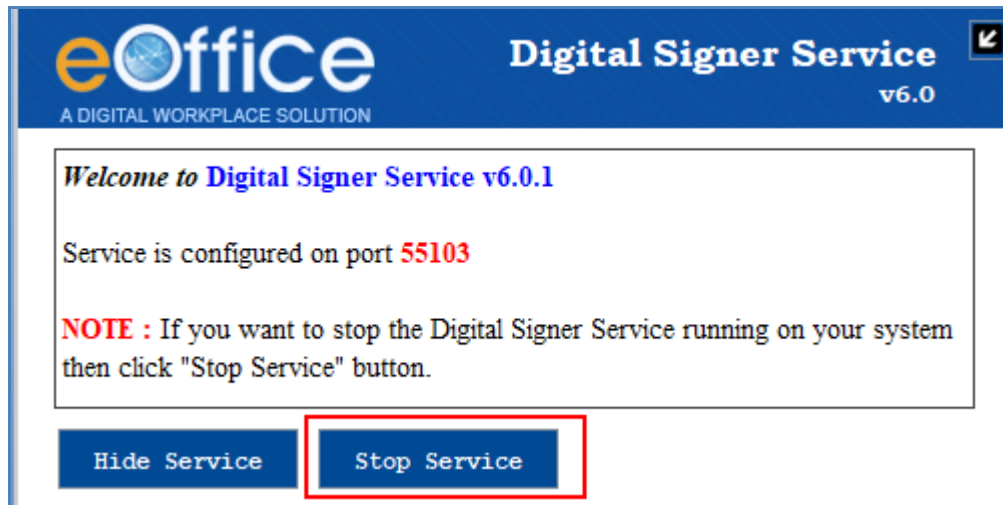 eOffice
A DIGITAL WORKPLACE SOLUTION
Digital Signer Service
v6.0
Welcome to Digital Signer Service v6.0.1
Service is configured on port 55103
NOTE : If you want to stop the Digital Signer Service running on your system
then click "Stop Service" button.
Hide Service
Stop Service